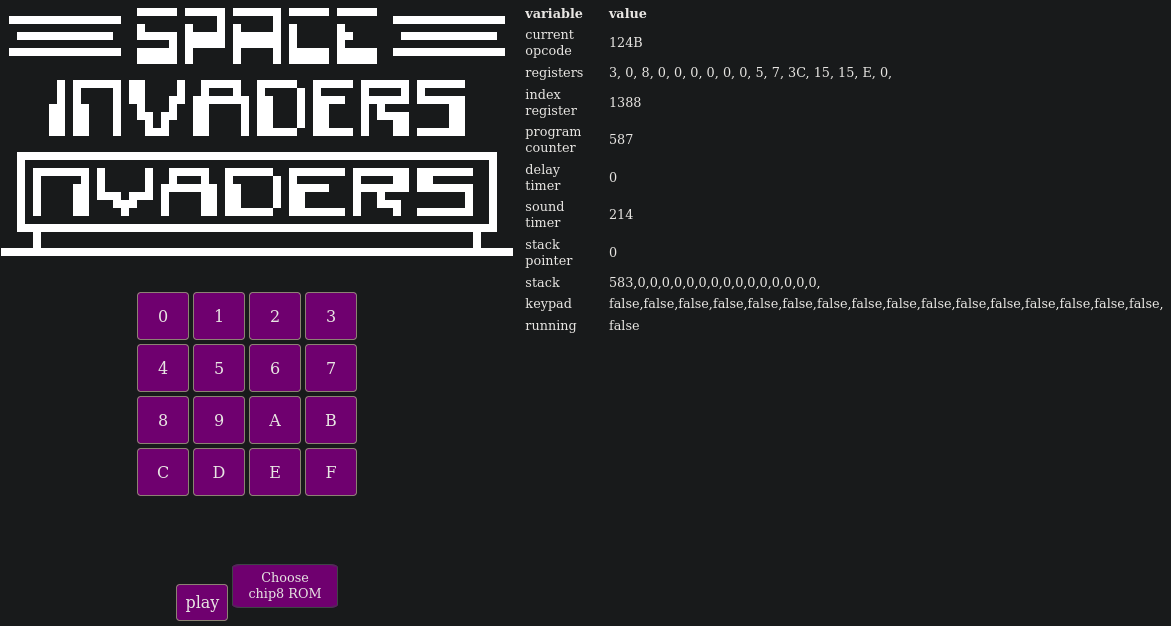 SPACE
INVADERS
NVADERS
variable value
current opcode 124B
registers 3, 0, 8, 0, 0, 0, 0, 0, 0, 5, 7, 3C, 15, 15, E, 0,
index register 1388
program counter 587
delay timer 0
sound timer 214
stack pointer 0
stack 583,0,0,0,0,0,0,0,0,0,0,0,0,0,0,0,
keypad false,false,false,false,false,false,false,false,false,false,false,false,false,false,false,false,
running false
0 1 2 3
4 5 6 7
8 9 A B
C D E F
play
Choose
chip8 ROM